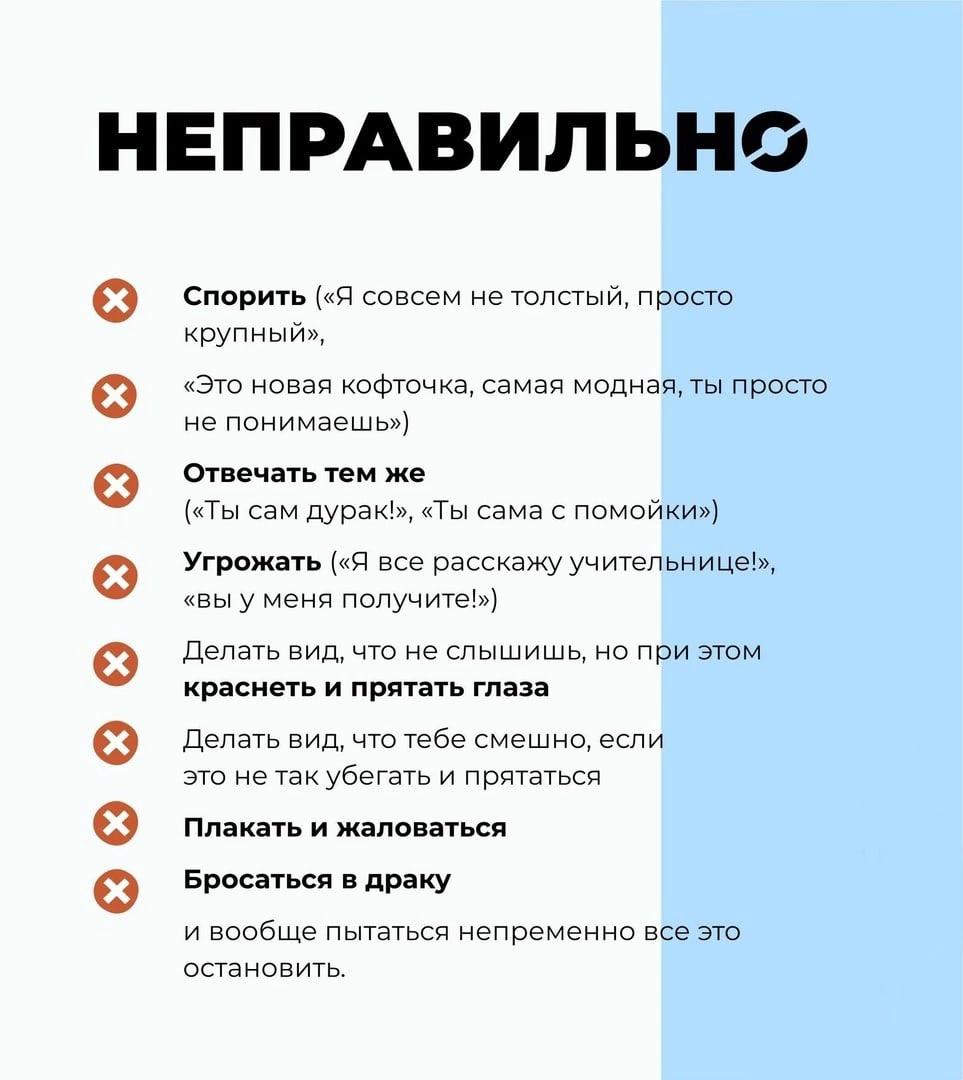 НЕПРАВИЛЬНО
Спорить («Я совсем не толстый, просто
крупный»,
«Это новая кофточка, самая модная, ты просто
не понимаешь»)
Отвечать тем же
(«Ты сам дурак!», «Ты сама с помойки»)
Угрожать («Я все расскажу учительнице!»,
«вы у меня получите!»)
Делать вид, что не слышишь, но при этом
краснеть и прятать глаза
Делать вид, что тебе смешно, если
это не так убегать и прятаться
Плакать и жаловаться
Бросаться в драку
и вообще пытаться непременно все это
остановить.